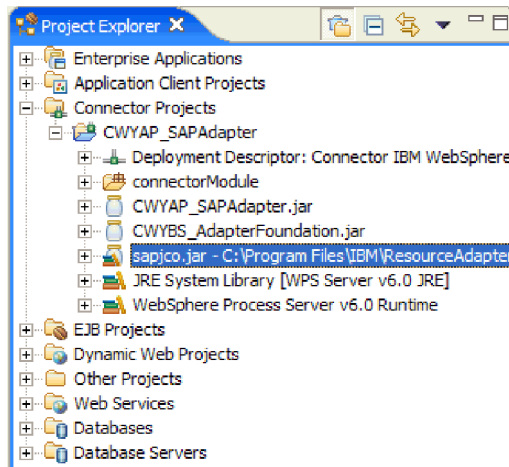 Project Explorer
Enterprise Applications
Application Client Projects
Connector Projects
CWYAP_SAPAdapter
Deployment Descriptor: Connector IBM WebSphere
connectorModule
CWYAP_SAPAdapter.jar
CWYBS_AdapterFoundation.jar
sapjco.jar - C:\Program Files\IBM\ResourceAdapter
JRE System Library [WPS Server v6.0 JRE]
WebSphere Process Server v6.0 Runtime
EJB Projects
Dynamic Web Projects
Other Projects
Web Services
Databases
Database Servers